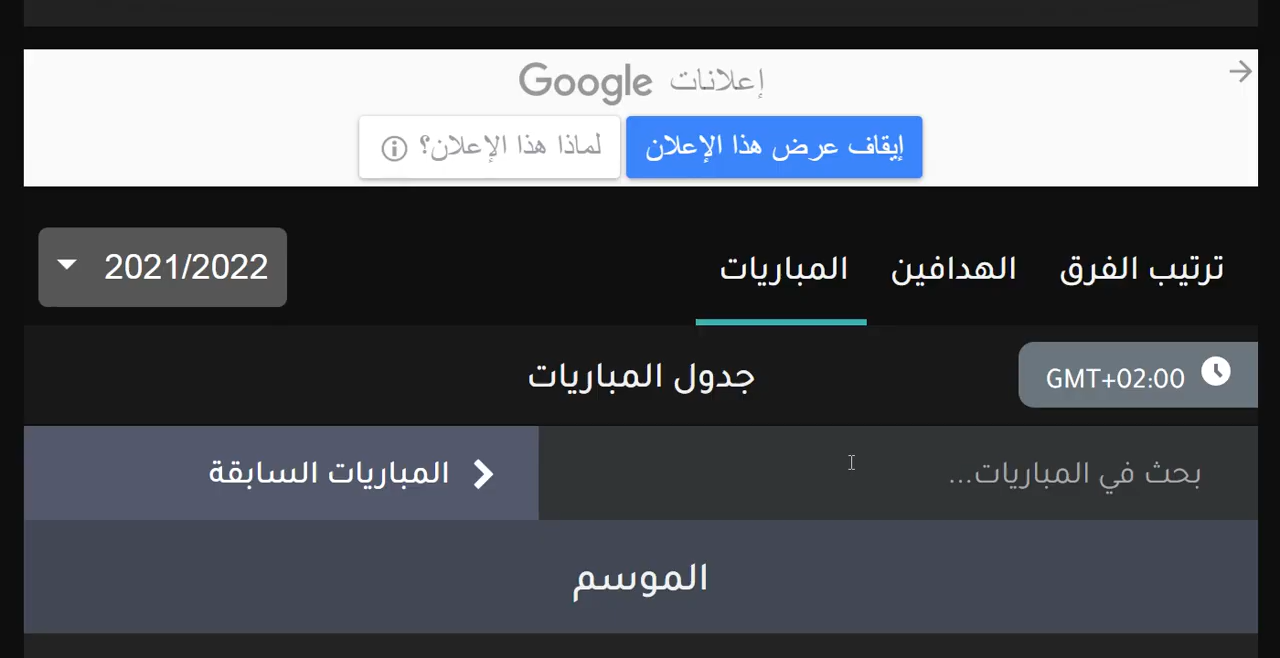 إعلانات Google
إيقاف عرض هذا الإعلان
لماذا هذا الإعلان؟
ترتيب الفرق
الهدافين
المباريات
2021/2022
GMT+02:00
جدول المباريات
بحث في المباريات...
المباريات السابقة
الموسم